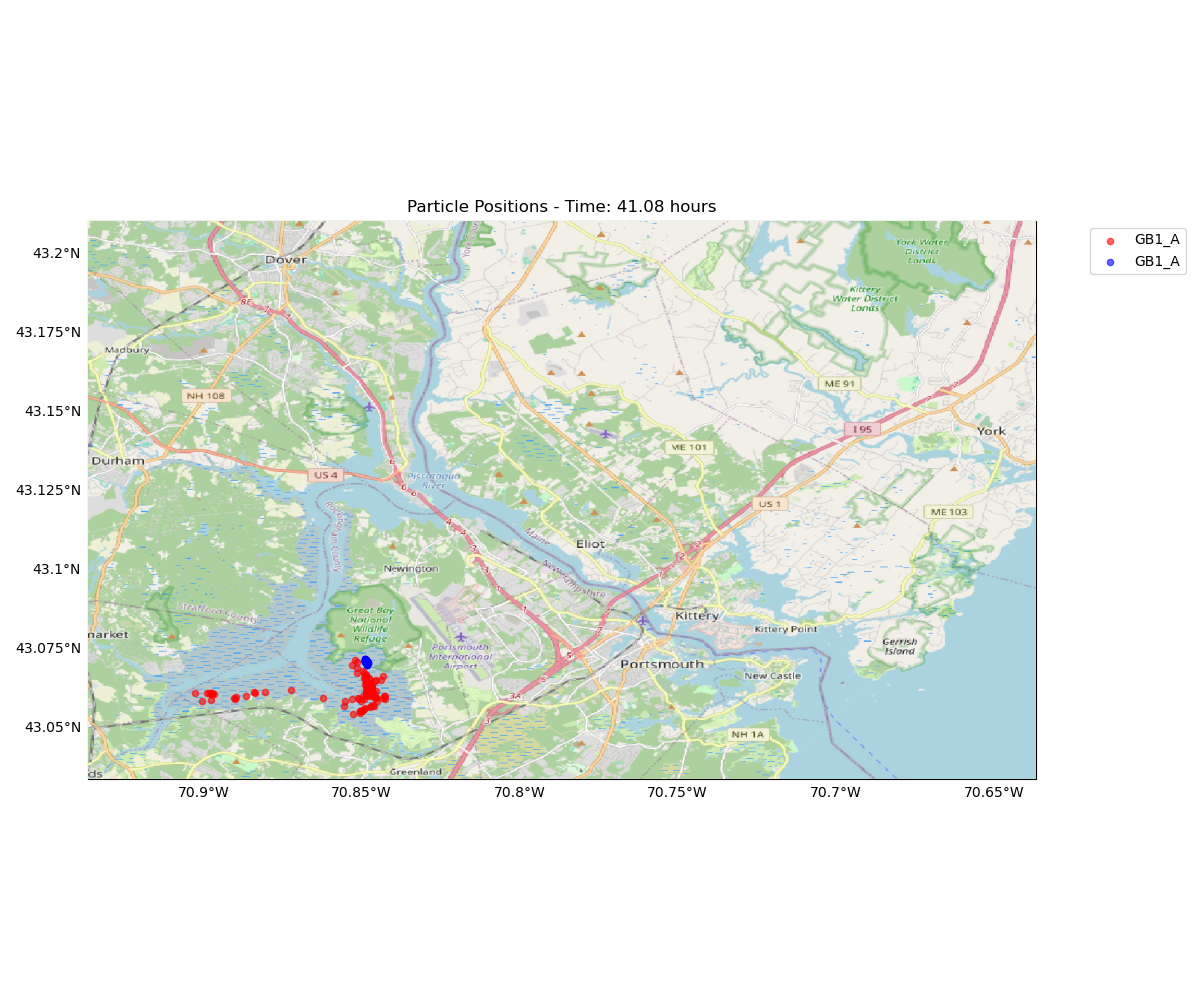 Particle Positions - Time: 41.08 hours
GB1_A
GB1_A
43.2°N
43.175°N
43.15°N
43.125°N
43.1°N
43.075°N
43.05°N
70.9°W
70.85°W
70.8°W
70.75°W
70.7°W
70.65°W
Dover
York Water
District
Lands
Kittery
Water District
Lands
Madbury
NH 108
ME 91
I 95
York
ME 101
Durham
US 4
Piscataqua
River
US 1
ME 103
Rockingham County
Maine
New Hampshire
Eliot
Newington
Strafford County
Great Bay
National
Wildlife
Refuge
Kittery
Kittery Point
Gerrish
Island
market
Portsmouth
International
Airport
Portsmouth
New Castle
NH 1A
Greenland
ds